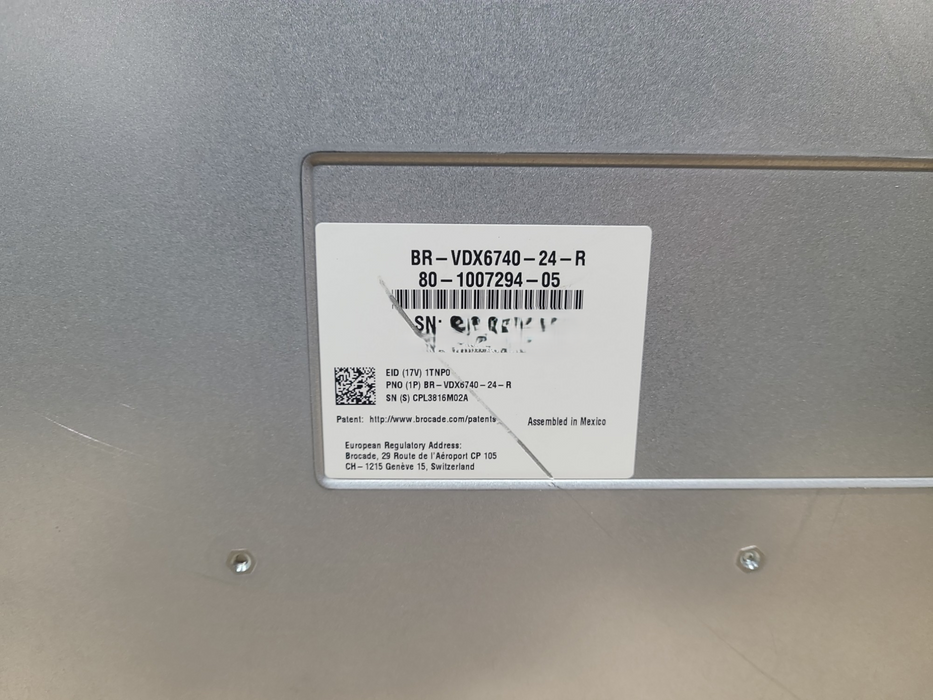 BR-VDX6740-24-R
80-1007294-05
SN:
EID (17V) 1TNP0
PNO (1P) BR-VDX6740-24-R
SN (S) CPL3816M02A
Patent: http://www.brocade.com/patents
Assembled in Mexico
European Regulatory Address:
Brocade, 29 Route de l'Aéroport CP 105
CH-1215 Genève 15, Switzerland